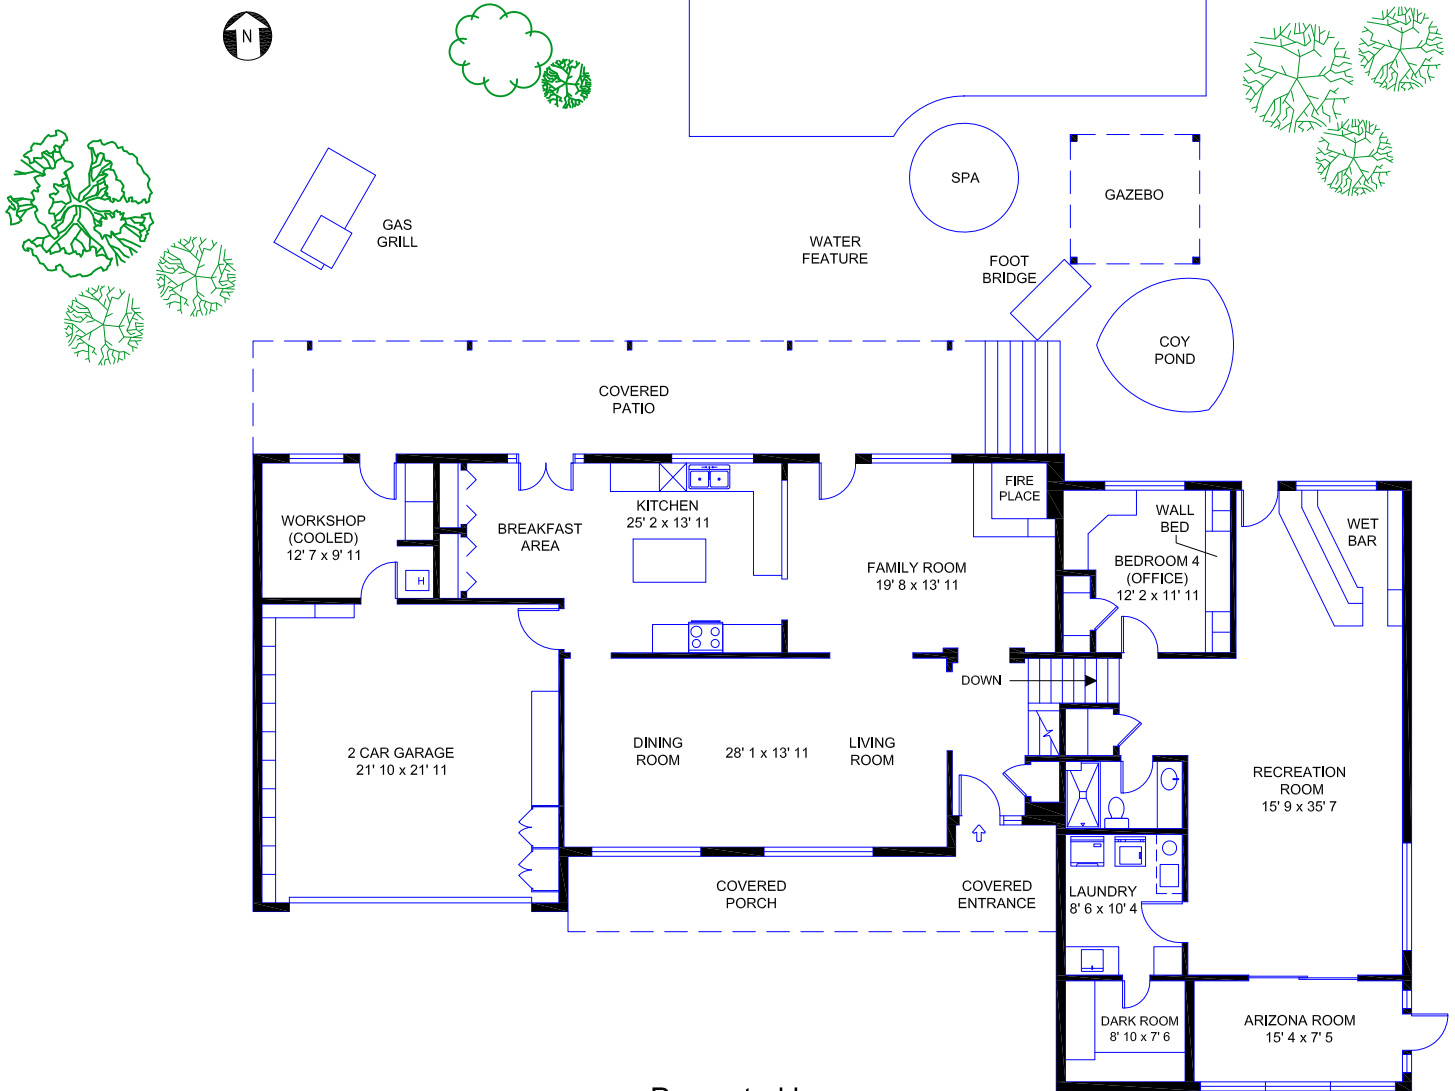 N
GAS
GRILL
SPA
GAZEBO
WATER
FEATURE
FOOT
BRIDGE
COY
POND
COVERED
PATIO
FIRE
PLACE
WORKSHOP
(COOLED)
12' 7 x 9' 11
H
BREAKFAST
AREA
KITCHEN
25' 2 x 13' 11
FAMILY ROOM
19' 8 x 13' 11
WALL
BED
BEDROOM 4
(OFFICE)
12' 2 x 11' 11
WET
BAR
DOWN
2 CAR GARAGE
21' 10 x 21' 11
DINING
ROOM
28' 1 x 13' 11
LIVING
ROOM
RECREATION
ROOM
15' 9 x 35' 7
COVERED
PORCH
COVERED
ENTRANCE
LAUNDRY
8' 6 x 10' 4
DARK ROOM
8' 10 x 7' 6
ARIZONA ROOM
15' 4 x 7' 5